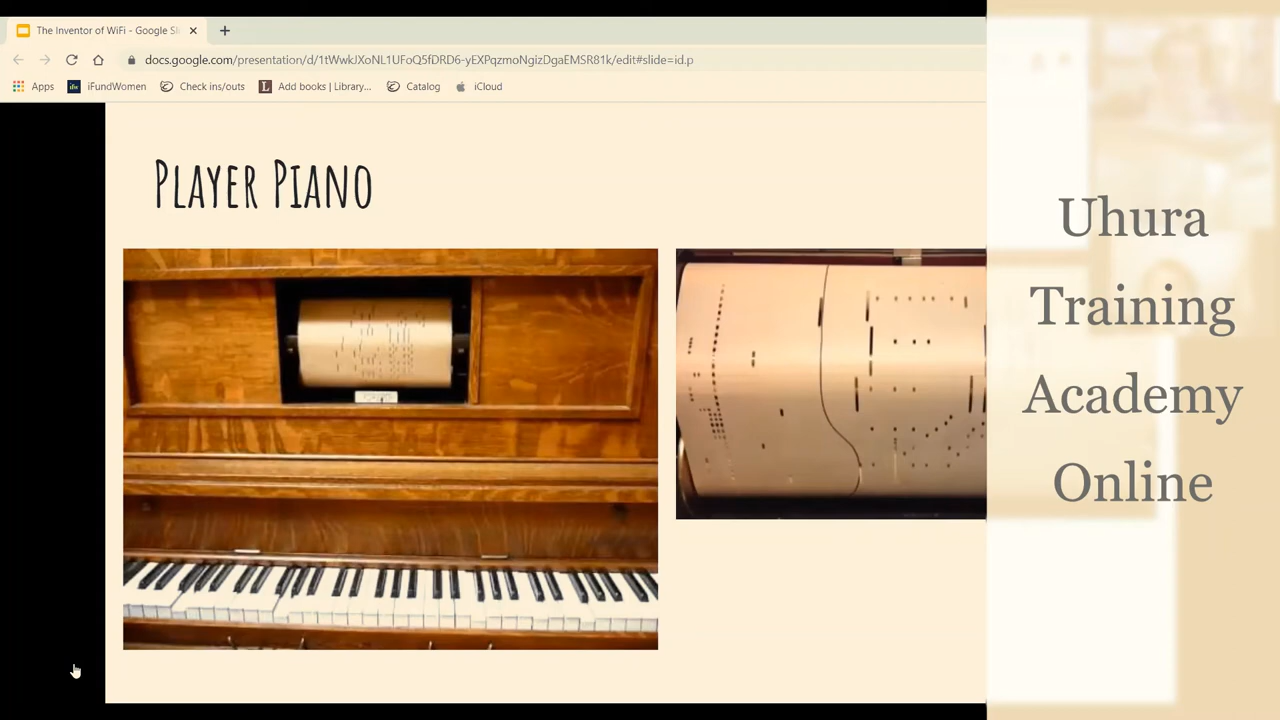 The Inventor of WiFi - Google Sl
docs.google.com/presentation/d/1tWwkJXoNL1UFoQ5fDRD6-yEXPqzmoNgizDgaEMSR81k/edit#slide=id.p
Apps
iFundWomen
Check ins/outs
Add books | Library...
Catalog
iCloud
Player Piano
Uhura
Training
Academy
Online